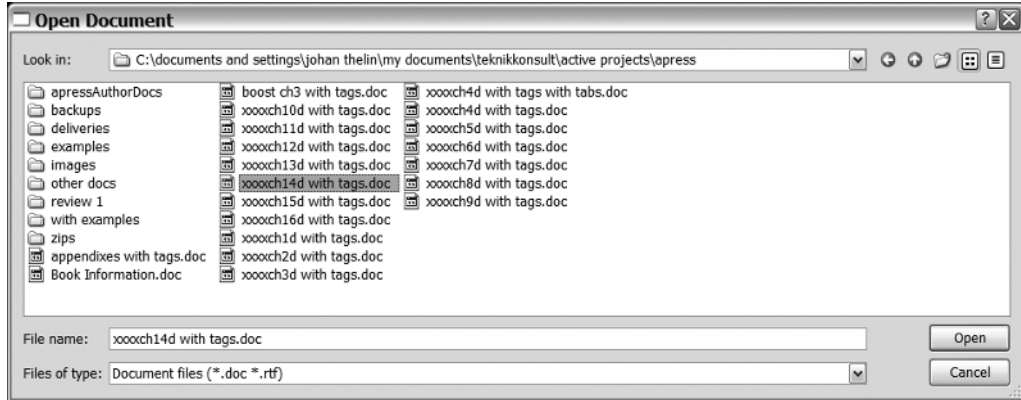 Open Document
Look in: C:\documents and settings\johan thelin\my documents\teknikkonsult\active projects\apress
apressAuthorDocs
backups
deliveries
examples
images
other docs
review 1
with examples
zips
appendixes with tags.doc
Book Information.doc
boost ch3 with tags.doc
xxxxch10d with tags.doc
xxxxch11d with tags.doc
xxxxch12d with tags.doc
xxxxch13d with tags.doc
xxxxch14d with tags.doc
xxxxch15d with tags.doc
xxxxch16d with tags.doc
xxxxch1d with tags.doc
xxxxch2d with tags.doc
xxxxch3d with tags.doc
xxxxch4d with tags with tabs.doc
xxxxch4d with tags.doc
xxxxch5d with tags.doc
xxxxch6d with tags.doc
xxxxch7d with tags.doc
xxxxch8d with tags.doc
xxxxch9d with tags.doc
File name: xxxxch14d with tags.doc
Open
Files of type: Document files (*.doc *.rtf)
Cancel